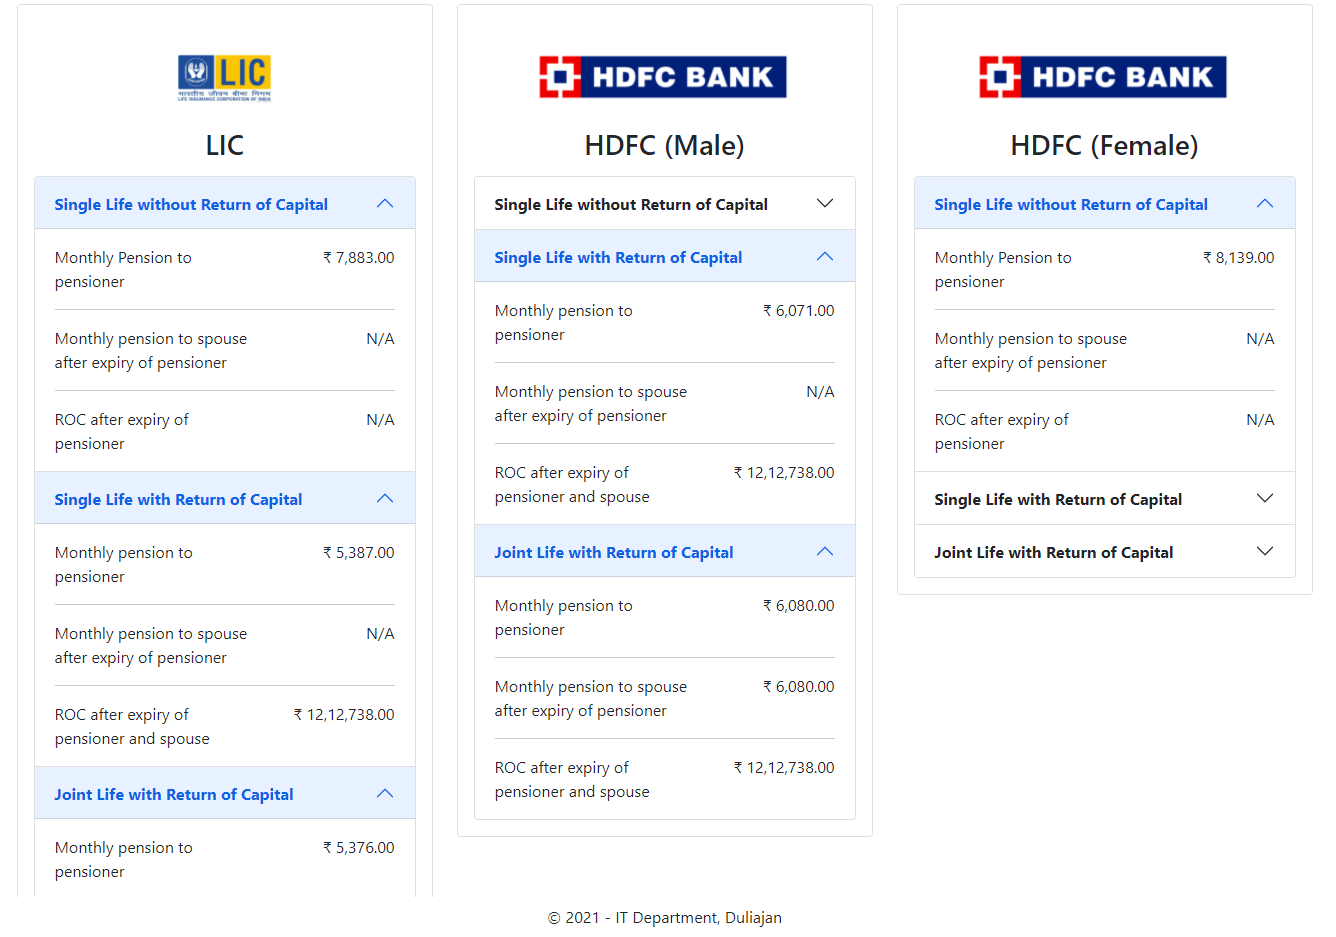 LIC
भारतीय जीवन बीमा निगम
LIFE INSURANCE CORPORATION OF INDIA
LIC
Single Life without Return of Capital
Monthly Pension to
pensioner
₹ 7,883.00
Monthly pension to spouse
after expiry of pensioner
N/A
ROC after expiry of
pensioner
N/A
Single Life with Return of Capital
Monthly pension to
pensioner
₹ 5,387.00
Monthly pension to spouse
after expiry of pensioner
N/A
ROC after expiry of
pensioner and spouse
₹ 12,12,738.00
Joint Life with Return of Capital
Monthly pension to
pensioner
₹ 5,376.00
HDFC BANK
HDFC (Male)
Single Life without Return of Capital
Single Life with Return of Capital
Monthly pension to
pensioner
₹ 6,071.00
Monthly pension to spouse
after expiry of pensioner
N/A
ROC after expiry of
pensioner and spouse
₹ 12,12,738.00
Joint Life with Return of Capital
Monthly pension to
pensioner
₹ 6,080.00
Monthly pension to spouse
after expiry of pensioner
₹ 6,080.00
ROC after expiry of
pensioner and spouse
₹ 12,12,738.00
HDFC BANK
HDFC (Female)
Single Life without Return of Capital
Monthly Pension to
pensioner
₹ 8,139.00
Monthly pension to spouse
after expiry of pensioner
N/A
ROC after expiry of
pensioner
N/A
Single Life with Return of Capital
Joint Life with Return of Capital
© 2021 - IT Department, Duliajan